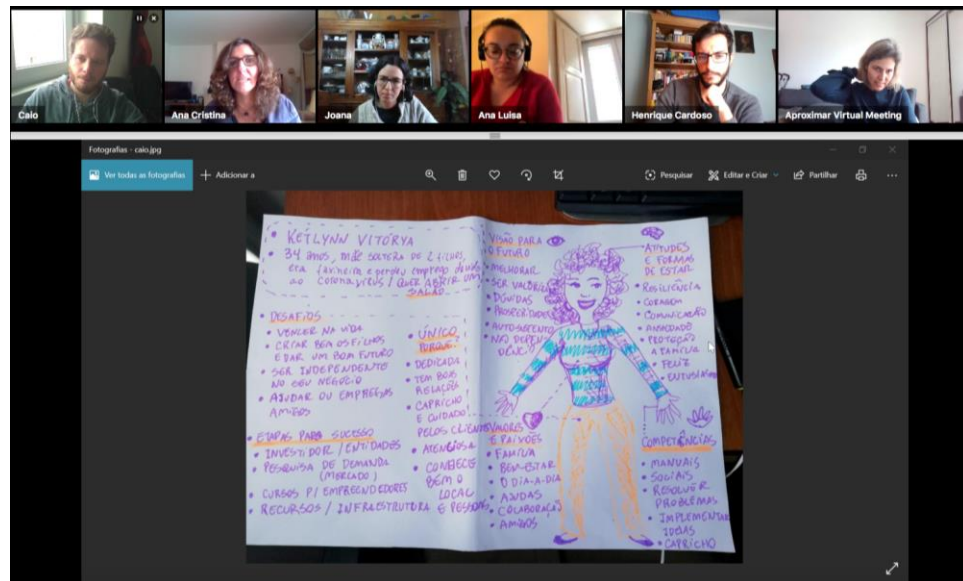 Caio
Ana Cristina
Joana
Ana Luisa
Henrique Cardoso
Aproximar Virtual Meeting
Fotografias - caio.jpg
Ver todas as fotografias
Adicionar a
Pesquisar
Editar e Criar
Partilhar
• KETLYNN VITÓRYA
• 34 anos, mãe solteira de 2 filhos,
era faxineira e perdeu emprego devido
ao coronavirus / QUER ABRIR UM
SALÃO
• DESAFIOS
• VENCER NA VIDA
• CRIAR BEM OS FILHOS
E DAR UM BOM FUTURO
• SER INDEPENDENTE
NO SEU NEGÓCIO
• AJUDAR OU EMPREGAR
AMIGOS
• ETAPAS PARA SUCESSO
• INVESTIDOR / ENTIDADES
• PESQUISA DE DEMANDA
(MERCADO)
• CURSOS P/ EMPREENDEDORES
• RECURSOS / INFRAESTRUTURA E PESSOAS
• ÚNICO
PORQUE:
• DEDICADA
• TEM BOAS
RELAÇÕES
• CAPRICHO
E CUIDADO
PELOS CLIENTES
• ATENCIOSA
• CONHECE
BEM O
LOCAL
VISÃO PARA
O FUTURO
• MELHORAR
• SER VALORIZ
• DÚVIDAS
• PROSPERIDADE
• AUTO-SUSTENTO
VALORES
E PAIXÕES
• FAMÍLIA
• BEM-ESTAR
• O DIA-A-DIA
• AJUDAS
• COLABORAÇÃO
• AMIGOS
ATITUDES
E FORMAS
DE ESTAR
• RESILIÊNCIA
• CORAGEM
• COMUNICAÇÃO
• ANSIEDADE
• PROTEÇÃO
A FAMÍLIA
• FELIZ
• ENTUSIASMO
COMPETÊNCIAS
• MANUAIS
• SOCIAIS
• RESOLVER
PROBLEMAS
• IMPLEMENTAR
IDEIAS
• CAPRICHO